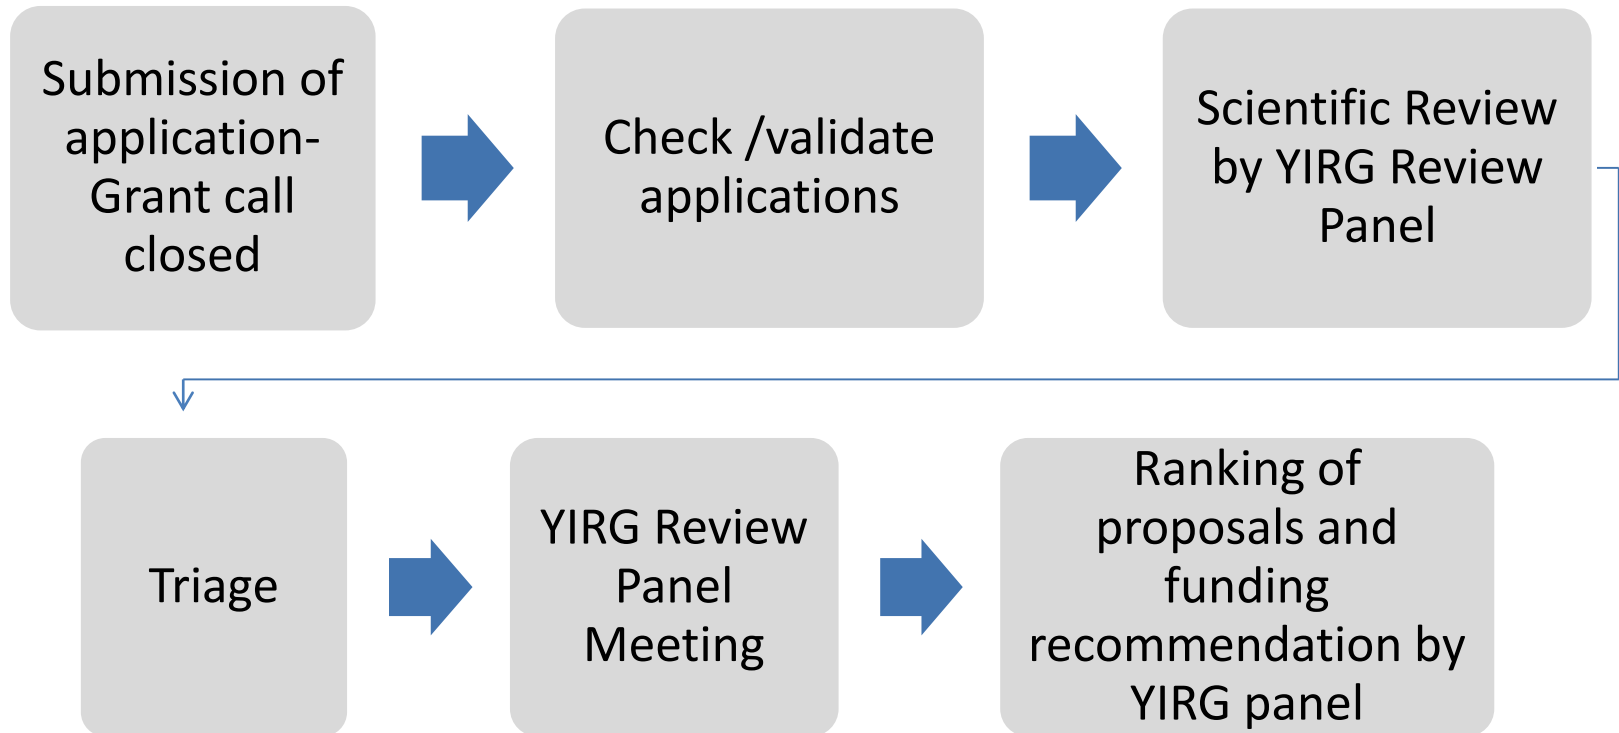 Submission of
application-
Grant call
closed
Check /validate
applications
Scientific Review
by YIRG Review
Panel
Triage
YIRG Review
Panel
Meeting
Ranking of
proposals and
funding
recommendation by
YIRG panel